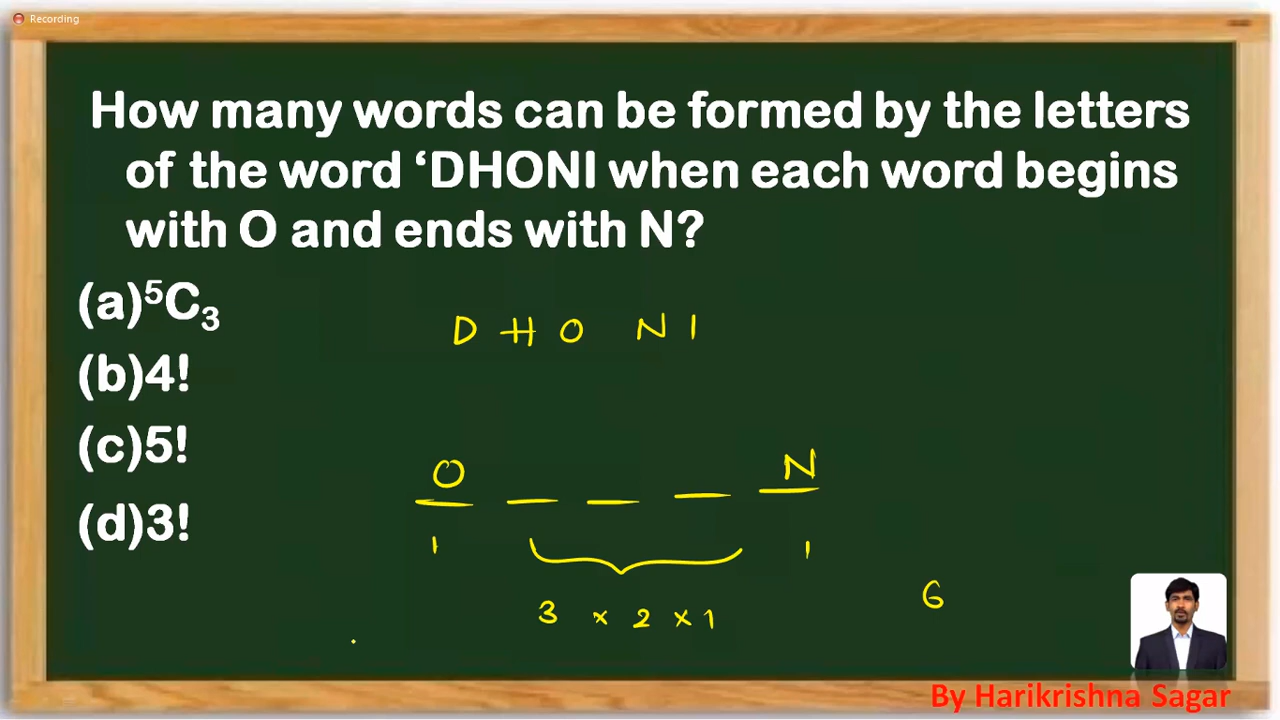 Recording
How many words can be formed by the letters
of the word ‘DHONI when each word begins
with O and ends with N?
(a)⁵C₃
(b)4!
(c)5!
(d)3!
D H O N I
O N
1 1
3 × 2 × 1
6
By Harikrishna Sagar